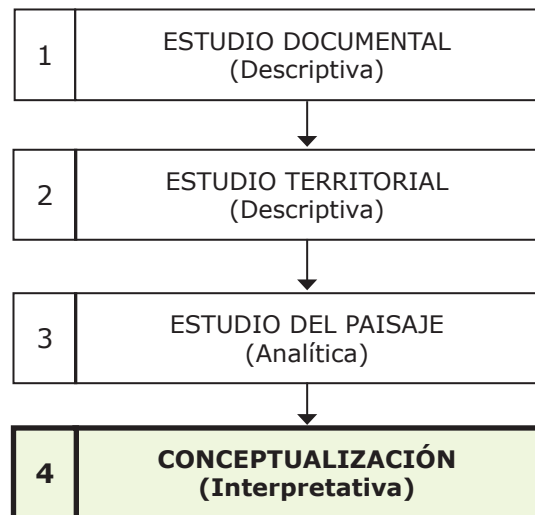 1
ESTUDIO DOCUMENTAL
(Descriptiva)
2
ESTUDIO TERRITORIAL
(Descriptiva)
3
ESTUDIO DEL PAISAJE
(Analítica)
4
CONCEPTUALIZACIÓN
(Interpretativa)